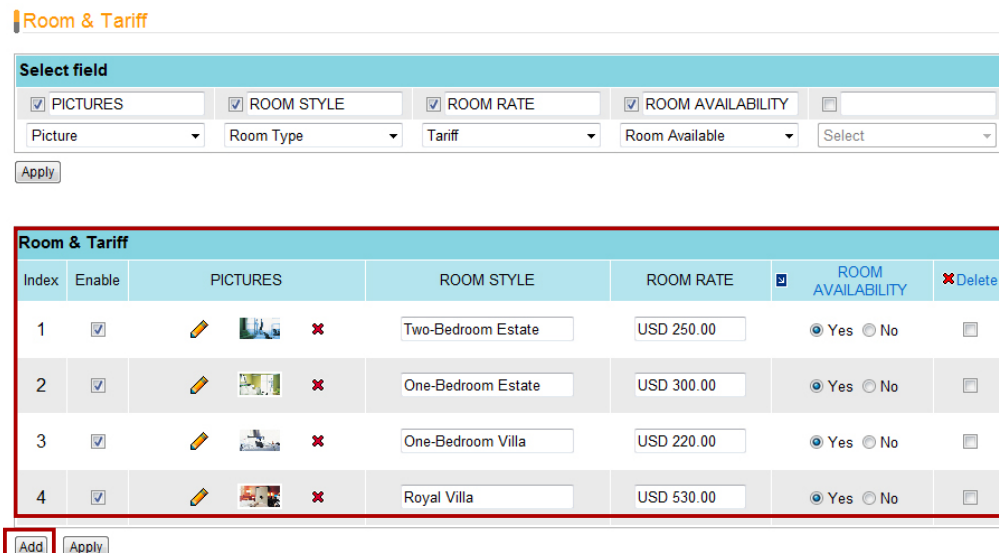 Room & Tariff
Select field
PICTURES ROOM STYLE ROOM RATE ROOM AVAILABILITY
Picture Room Type Tariff Room Available Select
Apply
Room & Tariff
Index Enable PICTURES ROOM STYLE ROOM RATE ROOM AVAILABILITY Delete
1 Two-Bedroom Estate USD 250.00 Yes No
2 One-Bedroom Estate USD 300.00 Yes No
3 One-Bedroom Villa USD 220.00 Yes No
4 Royal Villa USD 530.00 Yes No
Add Apply